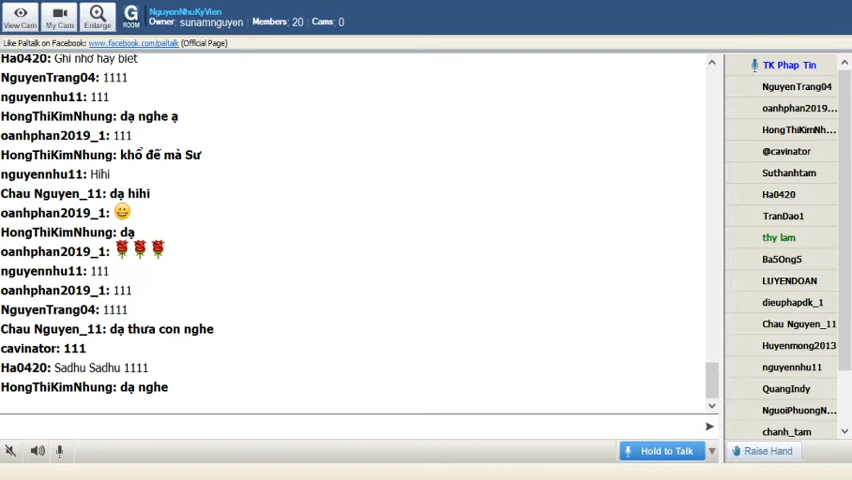 View Cam
My Cam
Enlarge
G
ROOM
NguyenNhuKyVien
Owner: sunamnguyen Members: 20 Cams: 0
Like Paltalk on Facebook: www.facebook.com/paltalk (Official Page)
Ha0420: Ghi nhớ hay biết
NguyenTrang04: 1111
nguyennhu11: 111
HongThiKimNhung: dạ nghe ạ
oanhphan2019_1: 111
HongThiKimNhung: khổ đế mà Sư
nguyennhu11: Hihi
Chau Nguyen_11: dạ hihi
oanhphan2019_1:
HongThiKimNhung: dạ
oanhphan2019_1:
nguyennhu11: 111
oanhphan2019_1: 111
NguyenTrang04: 1111
Chau Nguyen_11: dạ thưa con nghe
cavinator: 111
Ha0420: Sadhu Sadhu 1111
HongThiKimNhung: dạ nghe
TK Phap Tin
NguyenTrang04
oanhphan2019...
HongThiKimNh...
@cavinator
Suthanhtam
Ha0420
TranDao1
thy lam
Ba5Ong5
LUYENDOAN
dieuphapdk_1
Chau Nguyen_11
Huyenmong2013
nguyennhu11
QuangIndy
NguoiPhuongN...
chanh_tam
Hold to Talk
Raise Hand